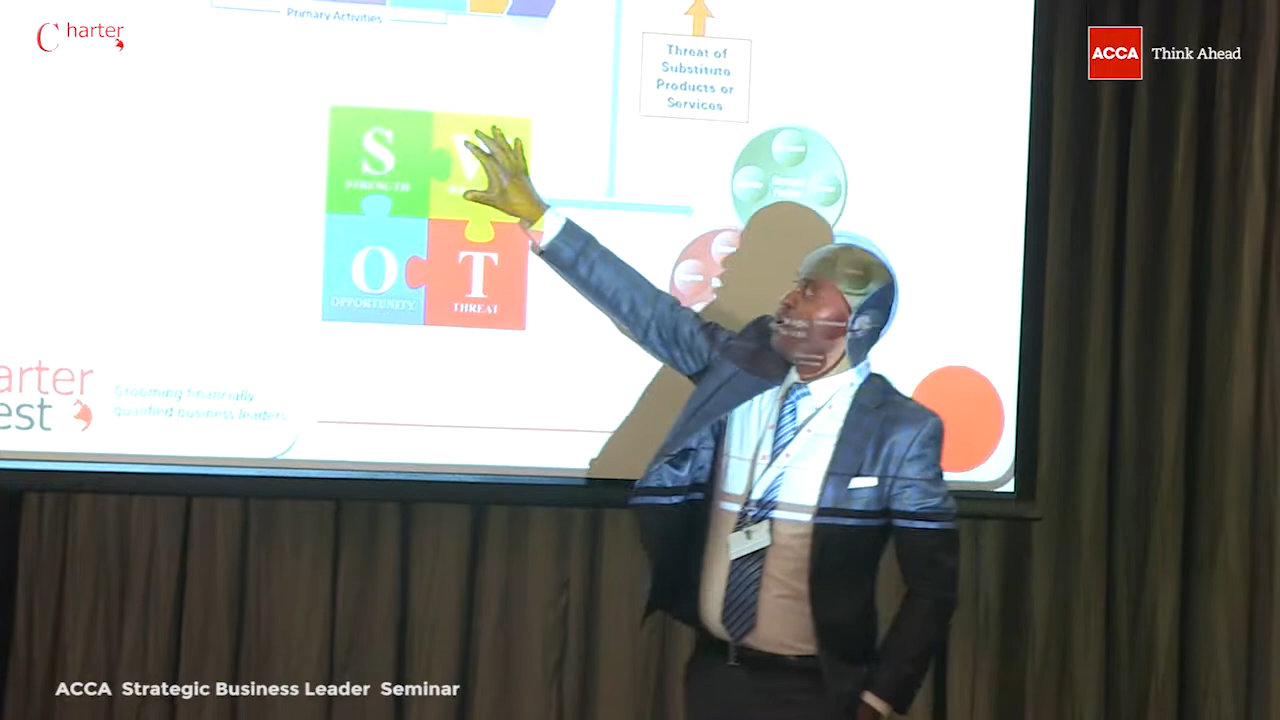 Charter
ACCA Think Ahead
Primary Activities
Threat of
Substitute
Products or
Services
S
STRENGTH
W
O
OPPORTUNITY
T
THREAT
arter
est
Grooming financially
qualified business leaders
ACCA Strategic Business Leader Seminar